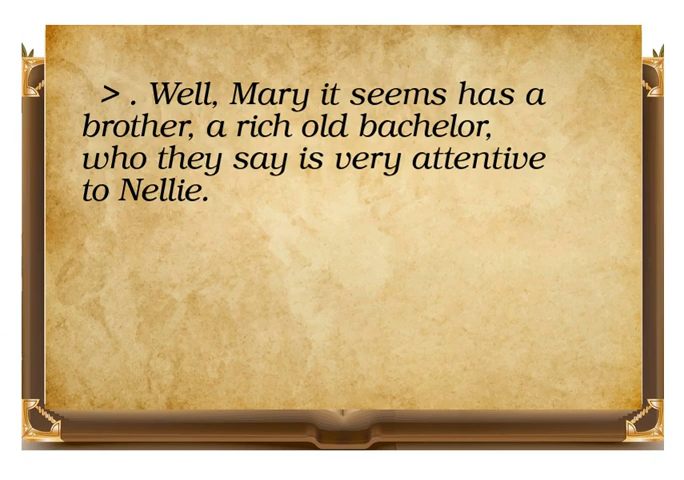 > . Well, Mary it seems has a
brother, a rich old bachelor,
who they say is very attentive
to Nellie.